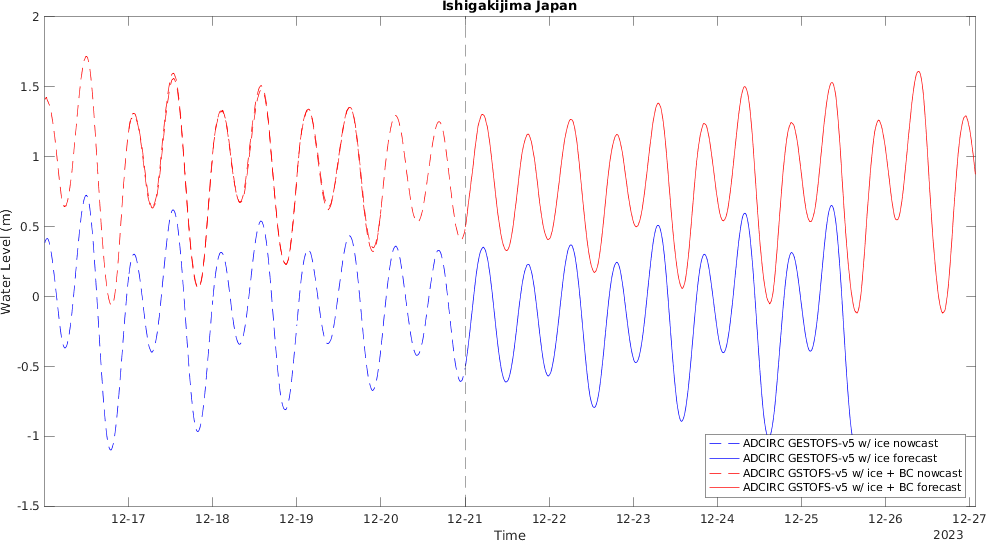 Ishigakijima Japan
2
1.5
1
0.5
0
-0.5
-1
-1.5
Water Level (m)
12-17 12-18 12-19 12-20 12-21 12-22 12-23 12-24 12-25 12-26 12-27
Time
2023
ADCIRC GESTOFS-v5 w/ ice nowcast
ADCIRC GESTOFS-v5 w/ ice forecast
ADCIRC GSTOFS-v5 w/ ice + BC nowcast
ADCIRC GSTOFS-v5 w/ ice + BC forecast